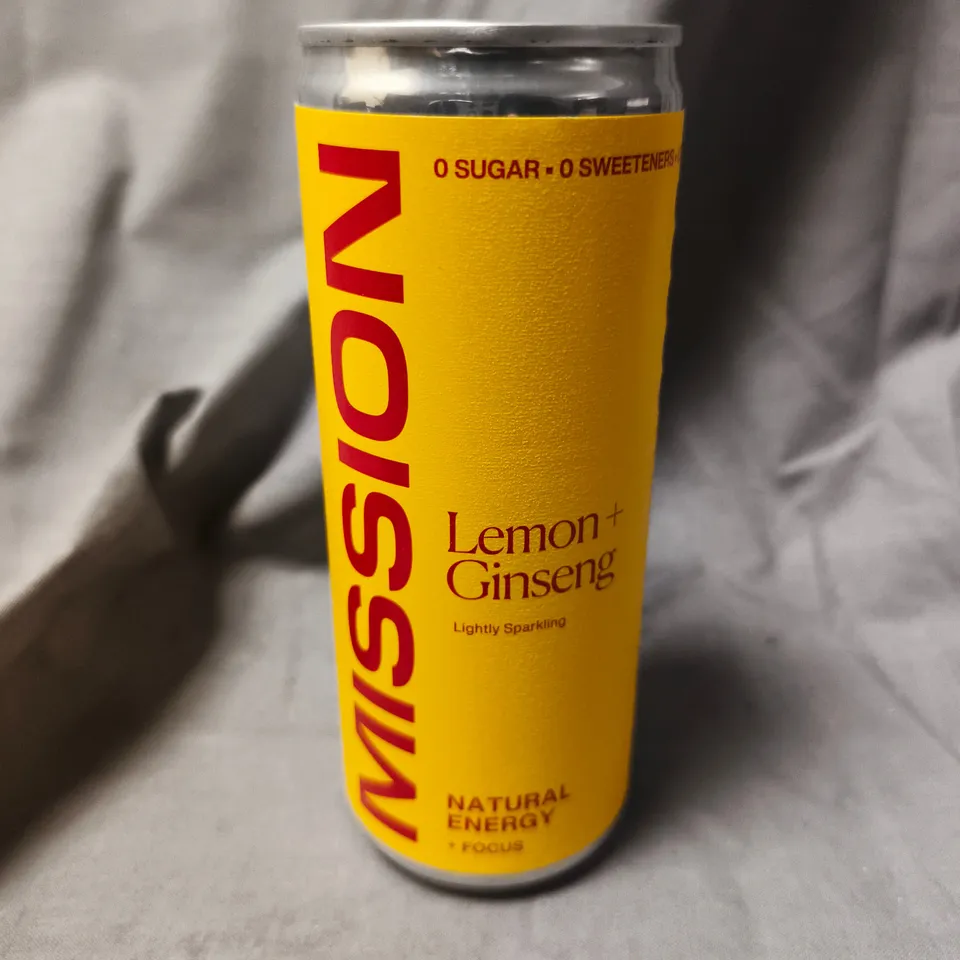 MISSION
0 SUGAR ▪ 0 SWEETENERS
Lemon +
Ginseng
Lightly Sparkling
NATURAL
ENERGY
+ FOCUS